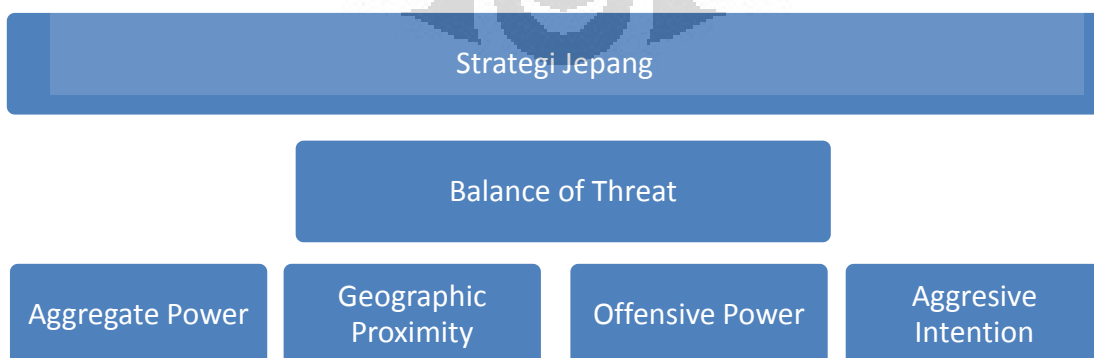 Strategi Jepang
Balance of Threat
Aggregate Power
Geographic
Proximity
Offensive Power
Aggresive
Intention